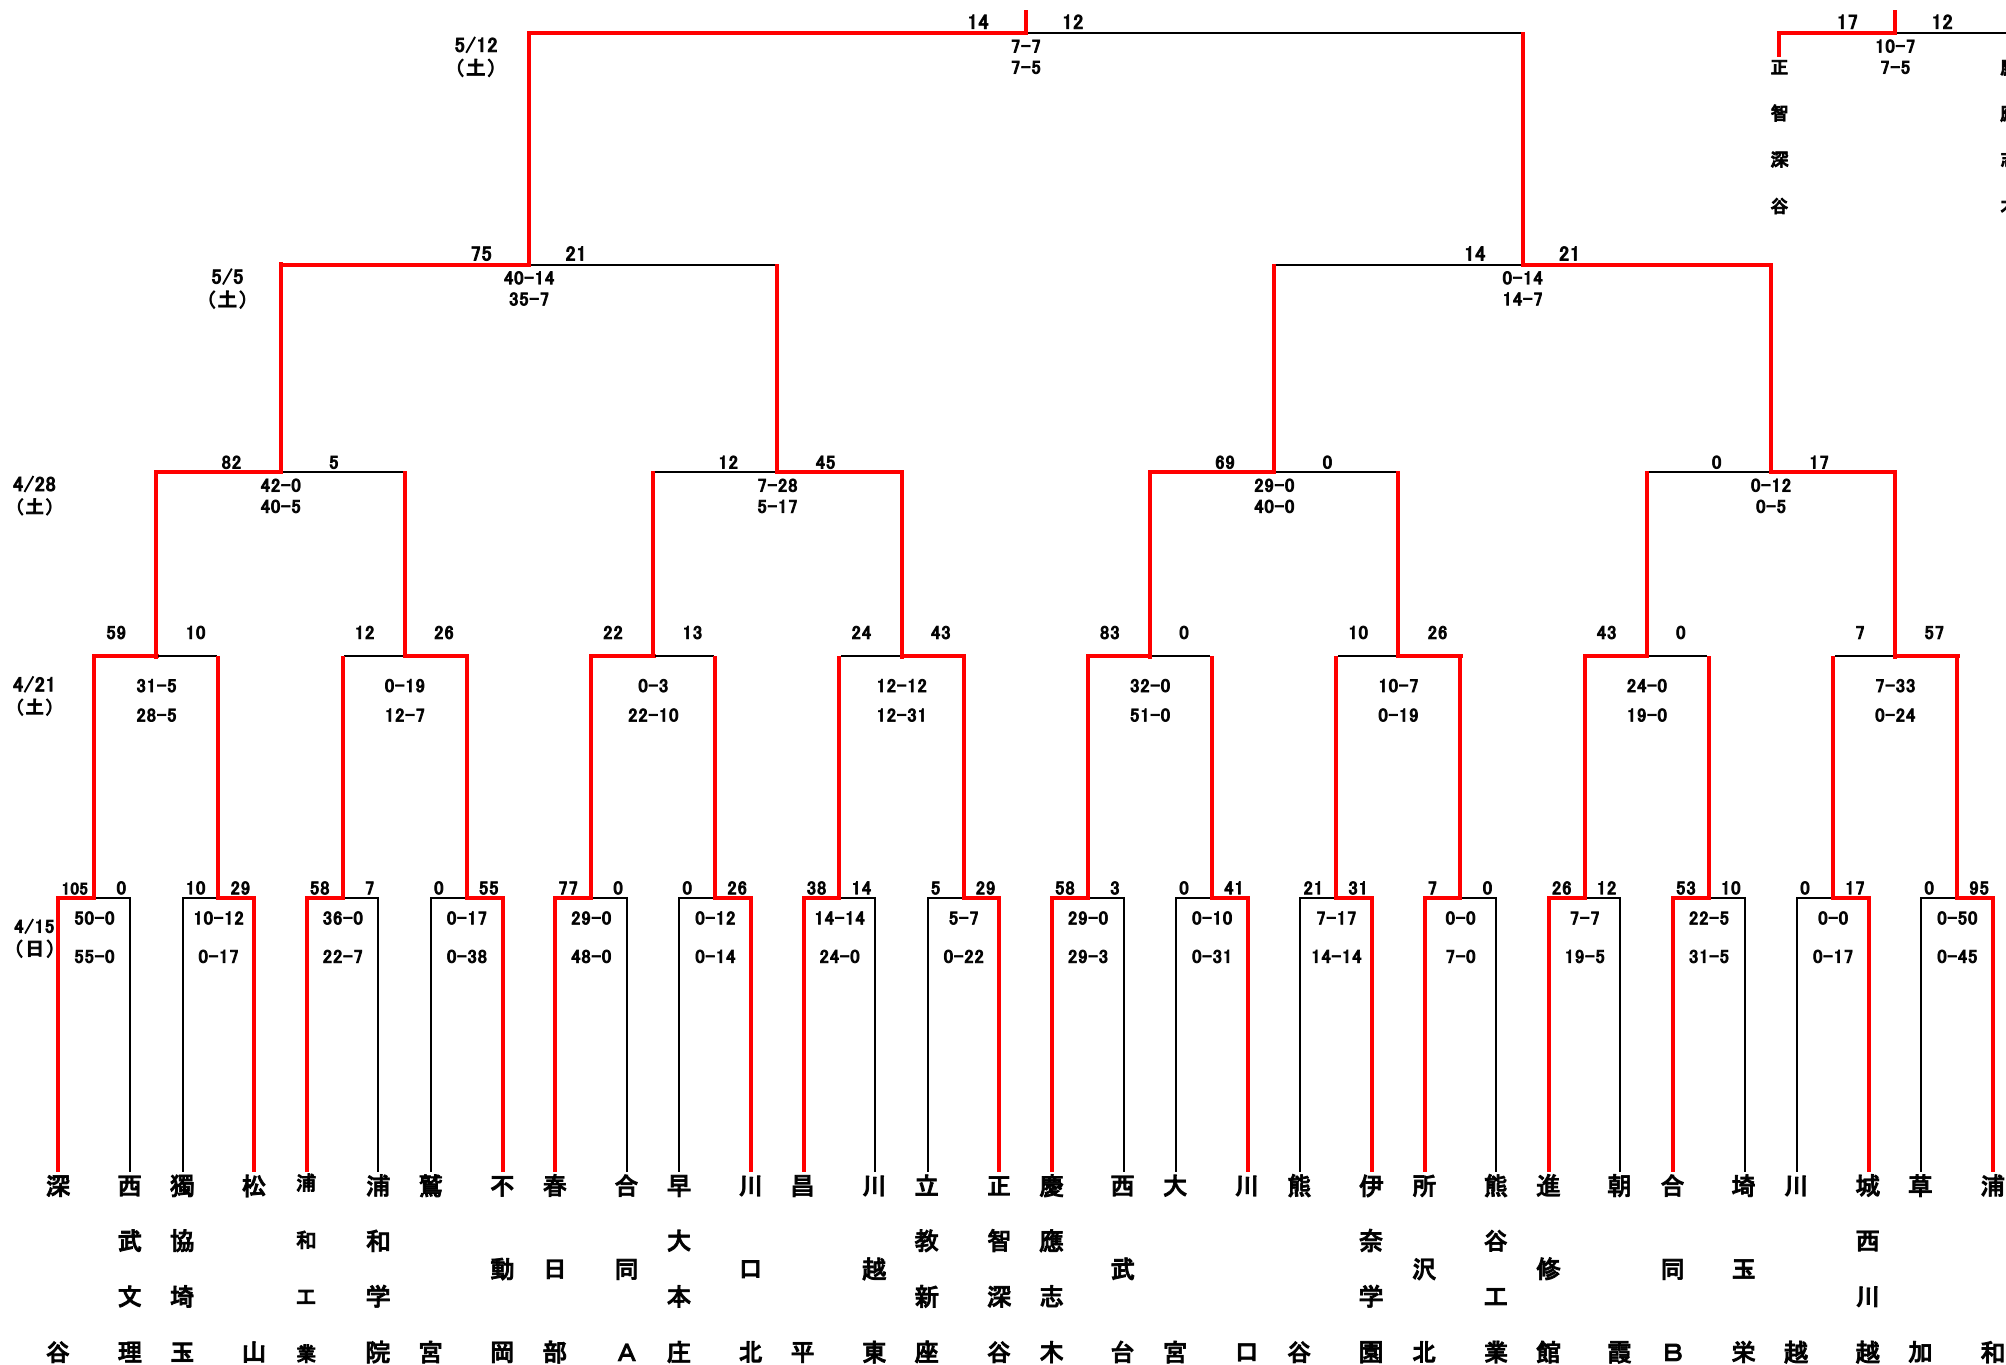 14 12 17 12
5/12
（土）
7-7
7-5
10-7
7-5
正智深谷
75 21 14 21
5/5
（土）
40-14
35-7
0-14
14-7
82 5 12 45 69 0 0 17
4/28
（土）
42-0 7-28 29-0 0-12
40-5 5-17 40-0 0-5
59 10 12 26 22 13 24 43 83 0 10 26 43 0 7 57
4/21
（土）
31-5 0-19 0-3 12-12 32-0 10-7 24-0 7-33
28-5 12-7 22-10 12-31 51-0 0-19 19-0 0-24
105 0 10 29 58 7 0 55 77 0 0 26 38 14 5 29 58 3 0 41 21 31 7 0 26 12 53 10 0 17 0 95
4/15
（日）
50-0 10-12 36-0 0-17 29-0 0-12 14-14 5-7 29-0 0-10 7-17 0-0 7-7 22-5 0-0 0-50
55-0 0-17 22-7 0-38 48-0 0-14 24-0 0-22 29-3 0-31 14-14 7-0 19-5 31-5 0-17 0-45
深谷
西武文理
獨協埼玉
松山
浦和工業
浦和学院
鷲宮
不動岡
春日部
合同A
早大本庄
川口北
昌平
川越東
立教新座
正智深谷
慶應志木
西武台
大宮
川口
熊谷
伊奈学園
所沢北
熊谷工業
進修館
朝霞
合同B
埼玉栄
川越
城西川越
草加
浦和